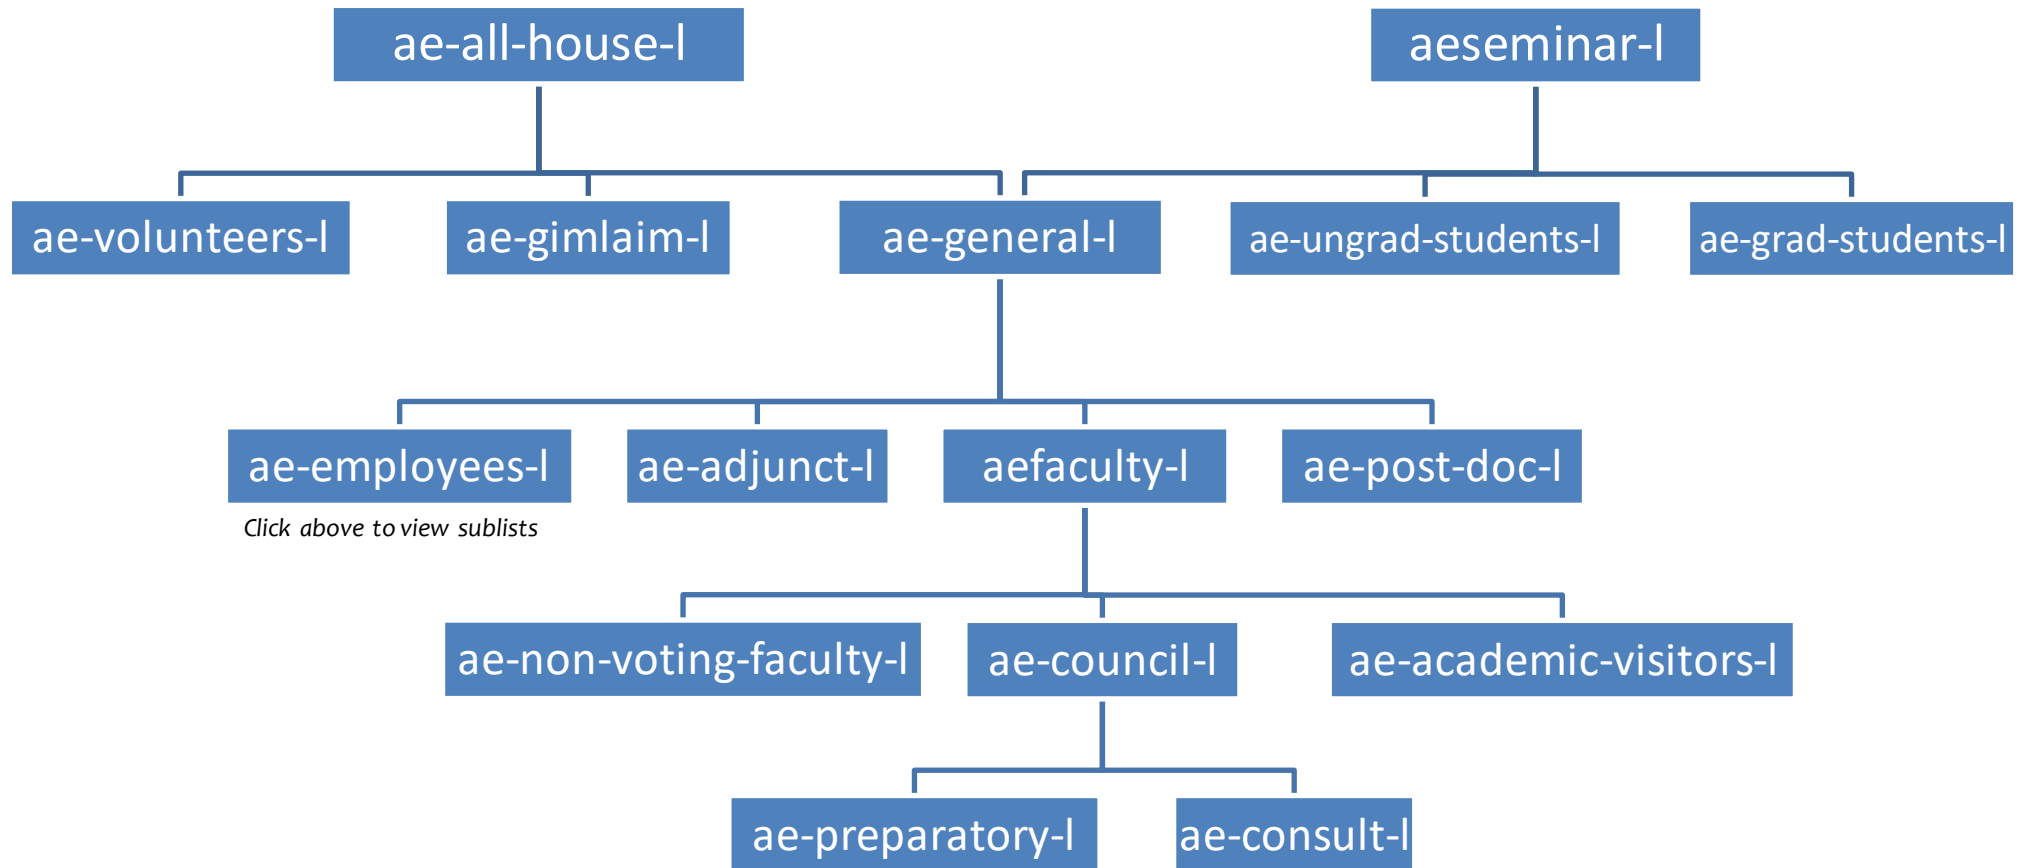 ae-all-house-l
aeseminar-l
ae-volunteers-l
ae-gimlaim-l
ae-general-l
ae-ungrad-students-l
ae-grad-students-l
ae-employees-l
ae-adjunct-l
aefaculty-l
ae-post-doc-l
Click above to view sublists
ae-non-voting-faculty-l
ae-council-l
ae-academic-visitors-l
ae-preparatory-l
ae-consult-l